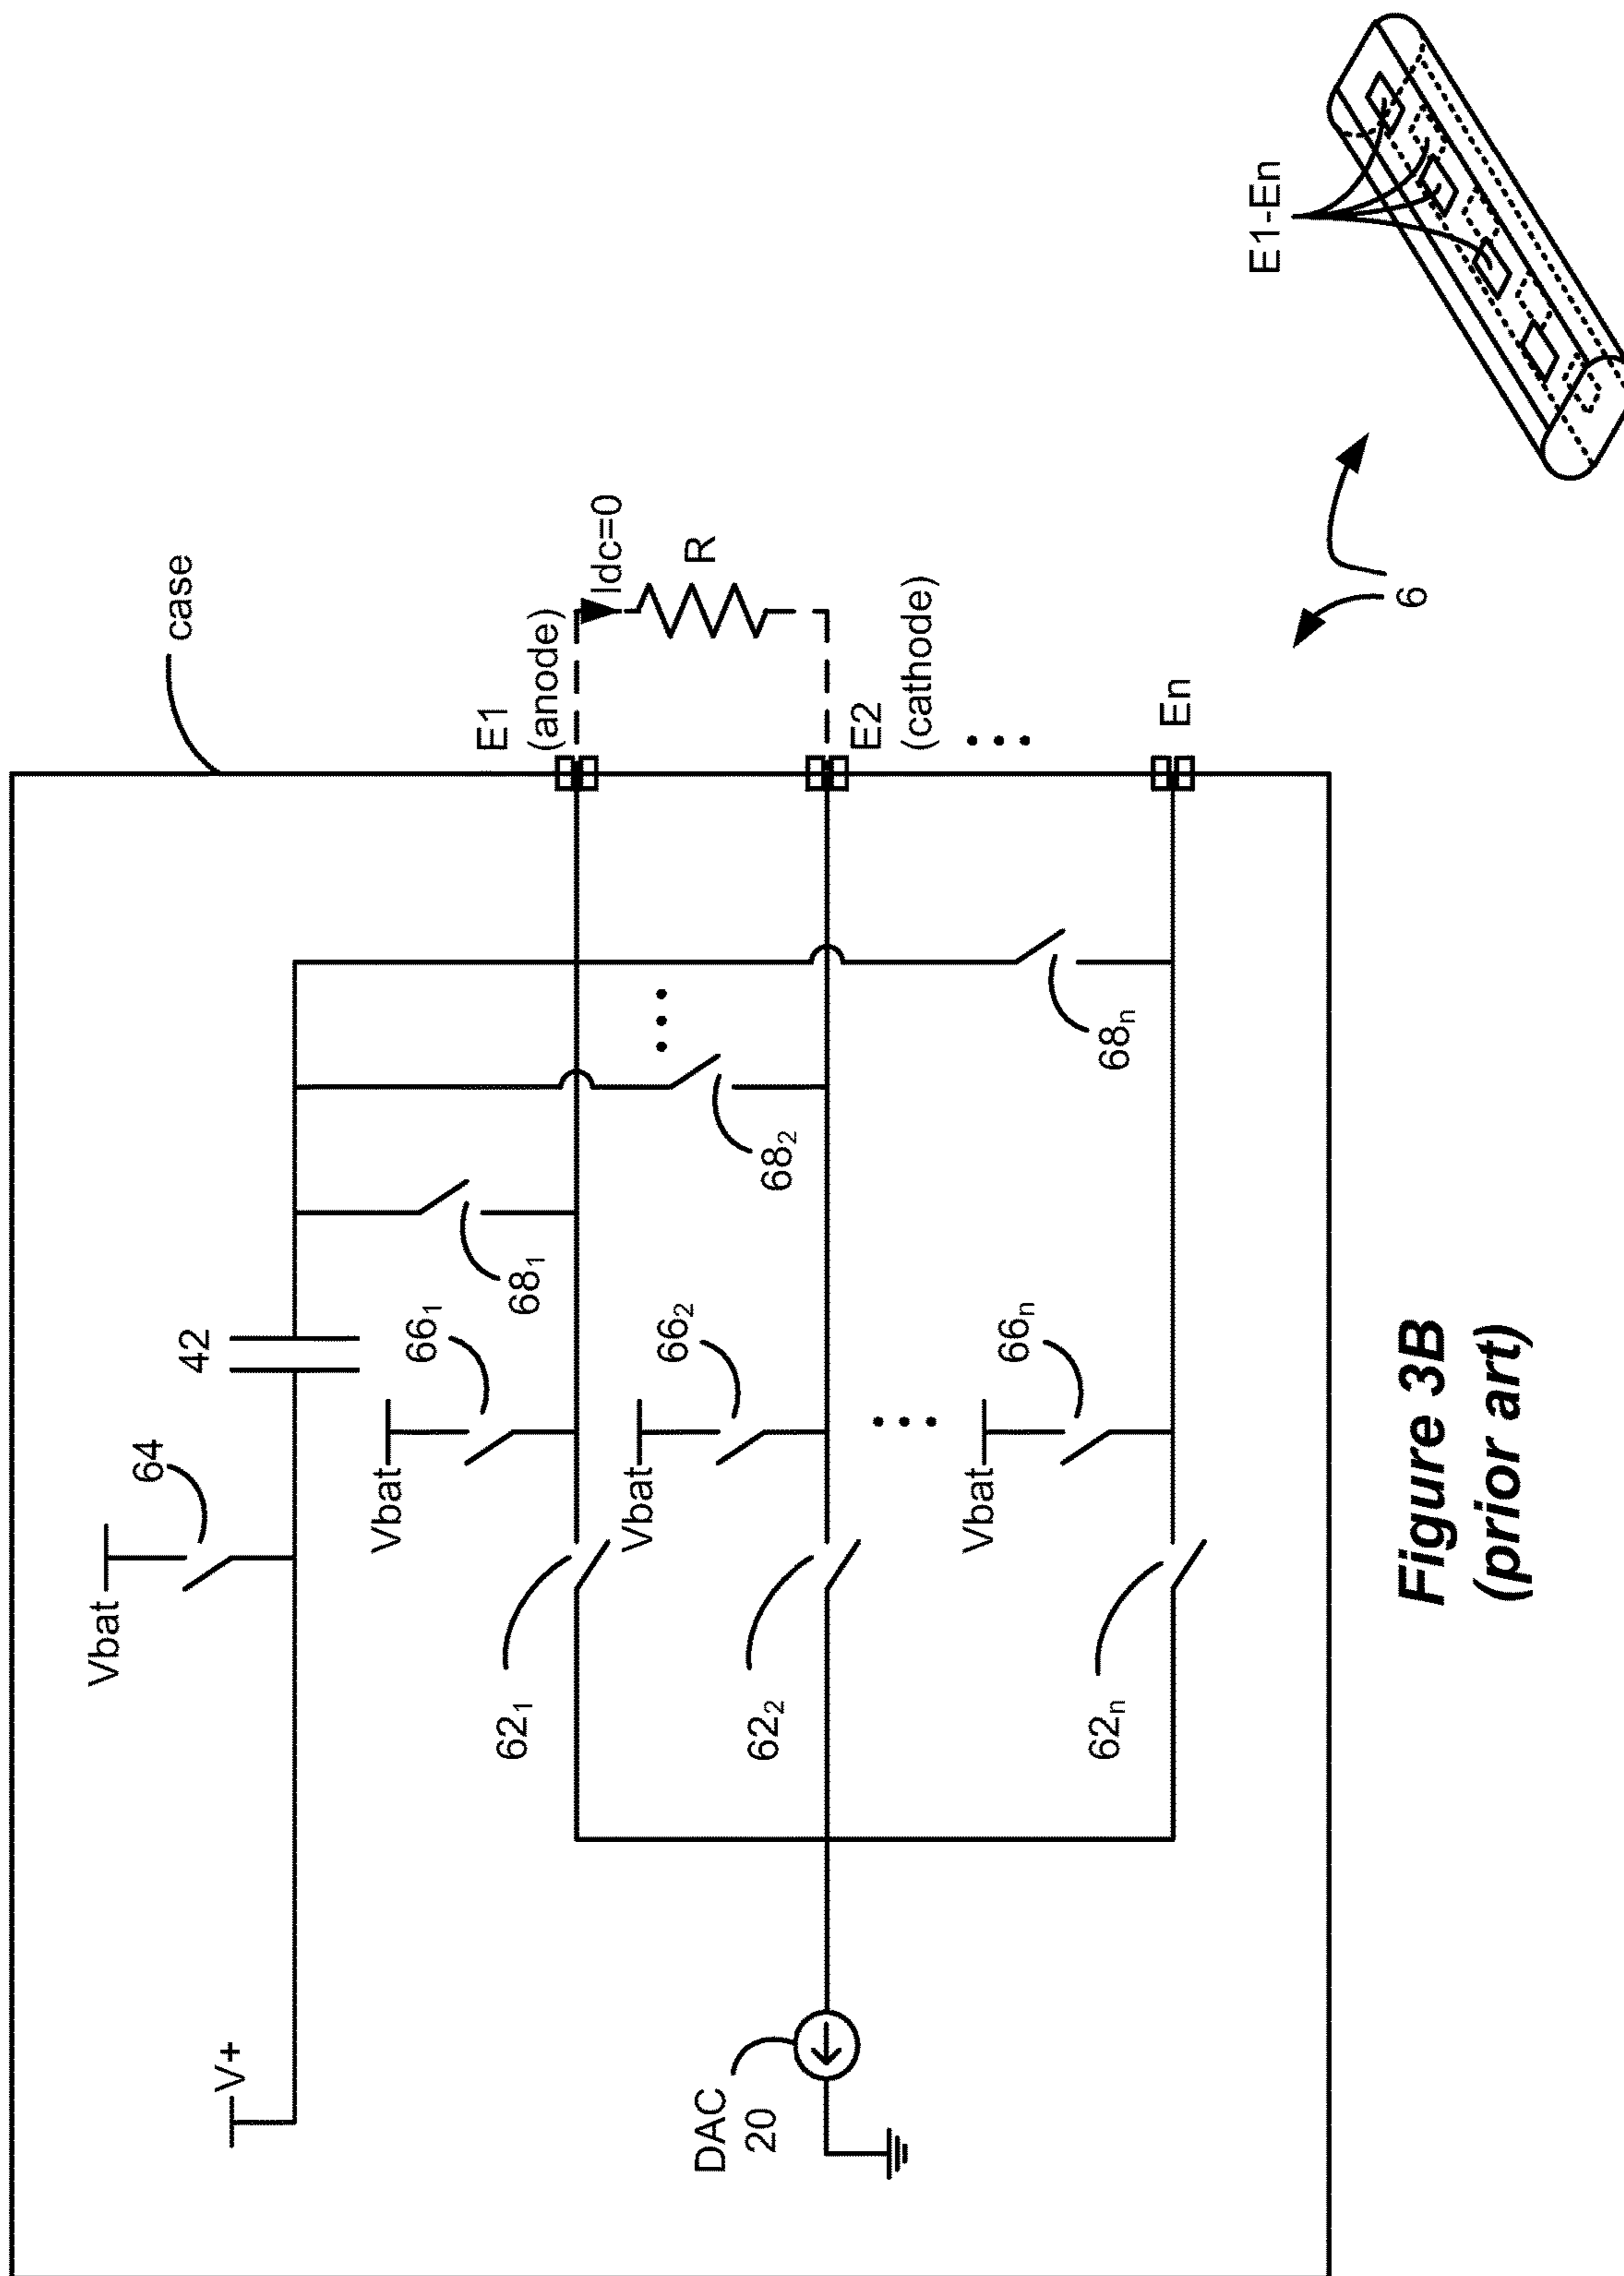 case
Vbat
64
42
V+
66₁
68₁
E1
(anode)
Idc=0
R
Vbat
62₁
66₂
68₂
E2
(cathode)
Vbat
62₂
DAC
20
66ₙ
68ₙ
En
Vbat
62ₙ
E1-En
6
Figure 3B
(prior art)